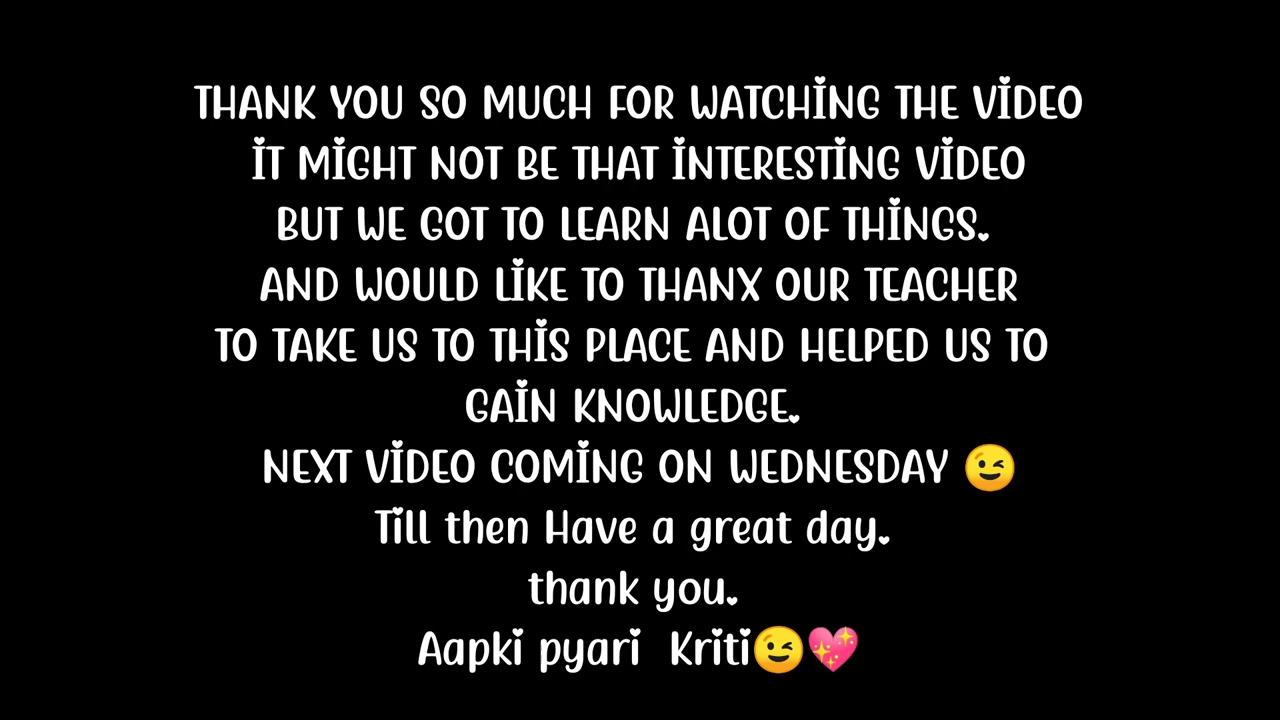 THANK YOU SO MUCH FOR WATCHING THE VIDEO
IT MIGHT NOT BE THAT INTERESTING VIDEO
BUT WE GOT TO LEARN ALOT OF THINGS.
AND WOULD LIKE TO THANX OUR TEACHER
TO TAKE US TO THIS PLACE AND HELPED US TO
GAIN KNOWLEDGE.
NEXT VIDEO COMING ON WEDNESDAY 😉
Till then Have a great day.
thank you.
Aapki pyari Kriti😉💖